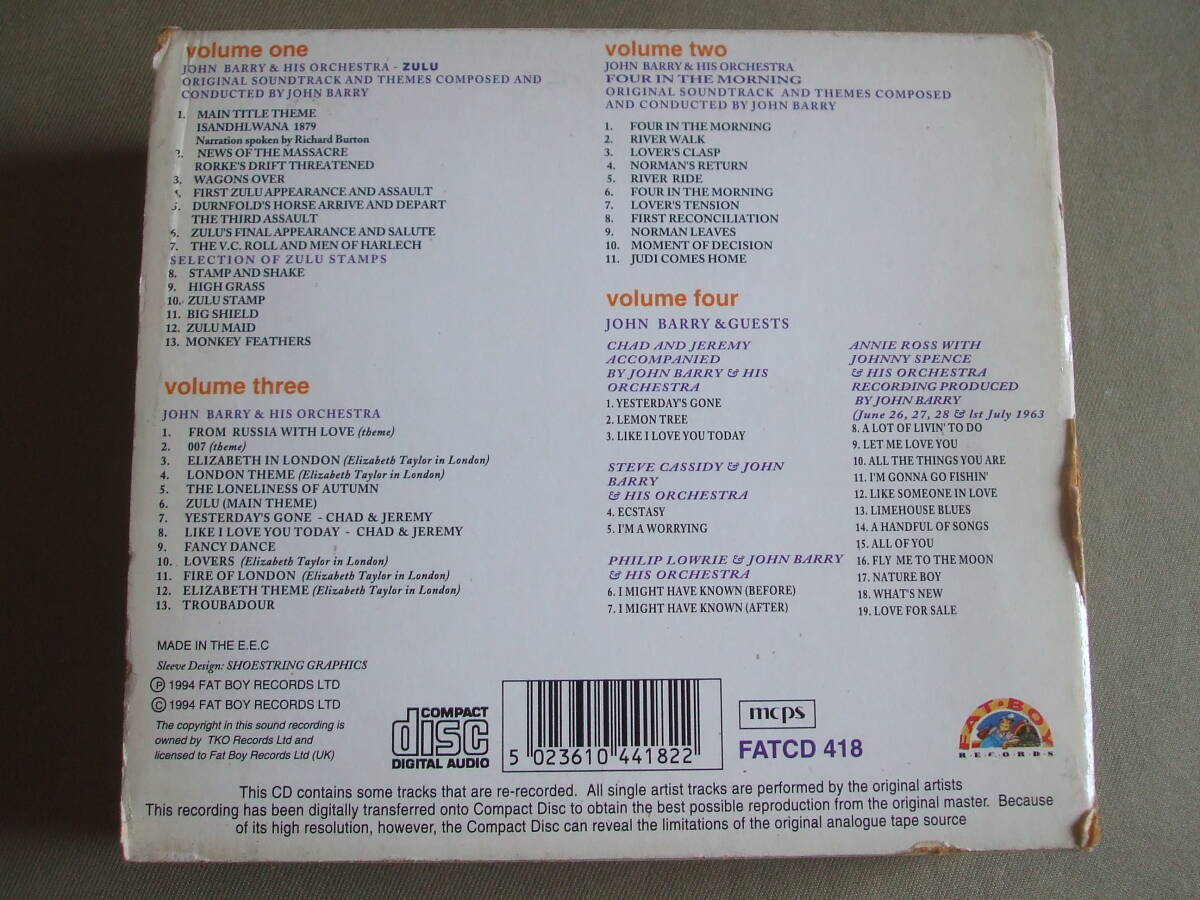 volume one
JOHN BARRY & HIS ORCHESTRA - ZULU
ORIGINAL SOUNDTRACK AND THEMES COMPOSED AND
CONDUCTED BY JOHN BARRY
1. MAIN TITLE THEME
ISANDHLWANA 1879
Narration spoken by Richard Burton
2. NEWS OF THE MASSACRE
RORKE'S DRIFT THREATENED
3. WAGONS OVER
4. FIRST ZULU APPEARANCE AND ASSAULT
5. DURNFOLD'S HORSE ARRIVE AND DEPART
THE THIRD ASSAULT
6. ZULU'S FINAL APPEARANCE AND SALUTE
7. THE V.C. ROLL AND MEN OF HARLECH
SELECTION OF ZULU STAMPS
8. STAMP AND SHAKE
9. HIGH GRASS
10. ZULU STAMP
11. BIG SHIELD
12. ZULU MAID
13. MONKEY FEATHERS
volume two
JOHN BARRY & HIS ORCHESTRA
FOUR IN THE MORNING
ORIGINAL SOUNDTRACK AND THEMES COMPOSED
AND CONDUCTED BY JOHN BARRY
1. FOUR IN THE MORNING
2. RIVER WALK
3. LOVER'S CLASP
4. NORMAN'S RETURN
5. RIVER RIDE
6. FOUR IN THE MORNING
7. LOVER'S TENSION
8. FIRST RECONCILIATION
9. NORMAN LEAVES
10. MOMENT OF DECISION
11. JUDI COMES HOME
volume three
JOHN BARRY & HIS ORCHESTRA
1. FROM RUSSIA WITH LOVE (theme)
2. 007 (theme)
3. ELIZABETH IN LONDON (Elizabeth Taylor in London)
4. LONDON THEME (Elizabeth Taylor in London)
5. THE LONELINESS OF AUTUMN
6. ZULU (MAIN THEME)
7. YESTERDAY'S GONE - CHAD & JEREMY
8. LIKE I LOVE YOU TODAY - CHAD & JEREMY
9. FANCY DANCE
10. LOVERS (Elizabeth Taylor in London)
11. FIRE OF LONDON (Elizabeth Taylor in London)
12. ELIZABETH THEME (Elizabeth Taylor in London)
13. TROUBADOUR
volume four
JOHN BARRY & GUESTS
CHAD AND JEREMY
ACCOMPANIED
BY JOHN BARRY & HIS
ORCHESTRA
1. YESTERDAY'S GONE
2. LEMON TREE
3. LIKE I LOVE YOU TODAY
STEVE CASSIDY & JOHN
BARRY
& HIS ORCHESTRA
4. ECSTASY
5. I'M A WORRYING
PHILIP LOWRIE & JOHN BARRY
& HIS ORCHESTRA
6. I MIGHT HAVE KNOWN (BEFORE)
7. I MIGHT HAVE KNOWN (AFTER)
ANNIE ROSS WITH
JOHNNY SPENCE
& HIS ORCHESTRA
RECORDING PRODUCED
BY JOHN BARRY
(June 26, 27, 28 & lst July 1963
8. A LOT OF LIVIN' TO DO
9. LET ME LOVE YOU
10. ALL THE THINGS YOU ARE
11. I'M GONNA GO FISHIN'
12. LIKE SOMEONE IN LOVE
13. LIMEHOUSE BLUES
14. A HANDFUL OF SONGS
15. ALL OF YOU
16. FLY ME TO THE MOON
17. NATURE BOY
18. WHAT'S NEW
19. LOVE FOR SALE
MADE IN THE E.E.C
Sleeve Design: SHOESTRING GRAPHICS
Ⓟ 1994 FAT BOY RECORDS LTD
© 1994 FAT BOY RECORDS LTD
The copyright in this sound recording is
owned by TKO Records Ltd and
licensed to Fat Boy Records Ltd (UK)
COMPACT
disc
DIGITAL AUDIO
5 023610 441822
mcps
FATCD 418
FAT·BOY
R·E·C·O·R·D·S
This CD contains some tracks that are re-recorded. All single artist tracks are performed by the original artists
This recording has been digitally transferred onto Compact Disc to obtain the best possible reproduction from the original master. Because
of its high resolution, however, the Compact Disc can reveal the limitations of the original analogue tape source